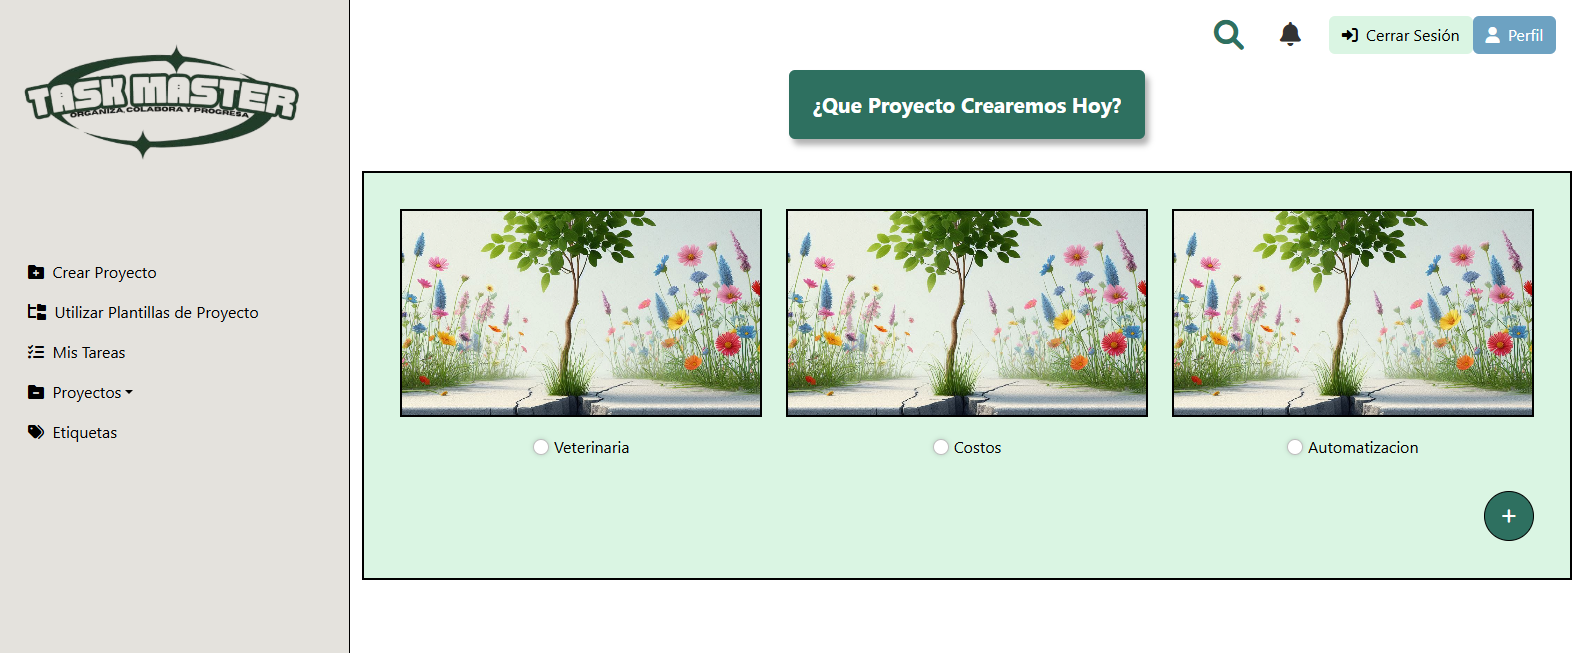 TASK MASTER
ORGANIZA, COLABORA Y PROGRESA
Crear Proyecto
Utilizar Plantillas de Proyecto
Mis Tareas
Proyectos
Etiquetas
Cerrar Sesión
Perfil
¿Que Proyecto Crearemos Hoy?
Veterinaria
Costos
Automatizacion
+